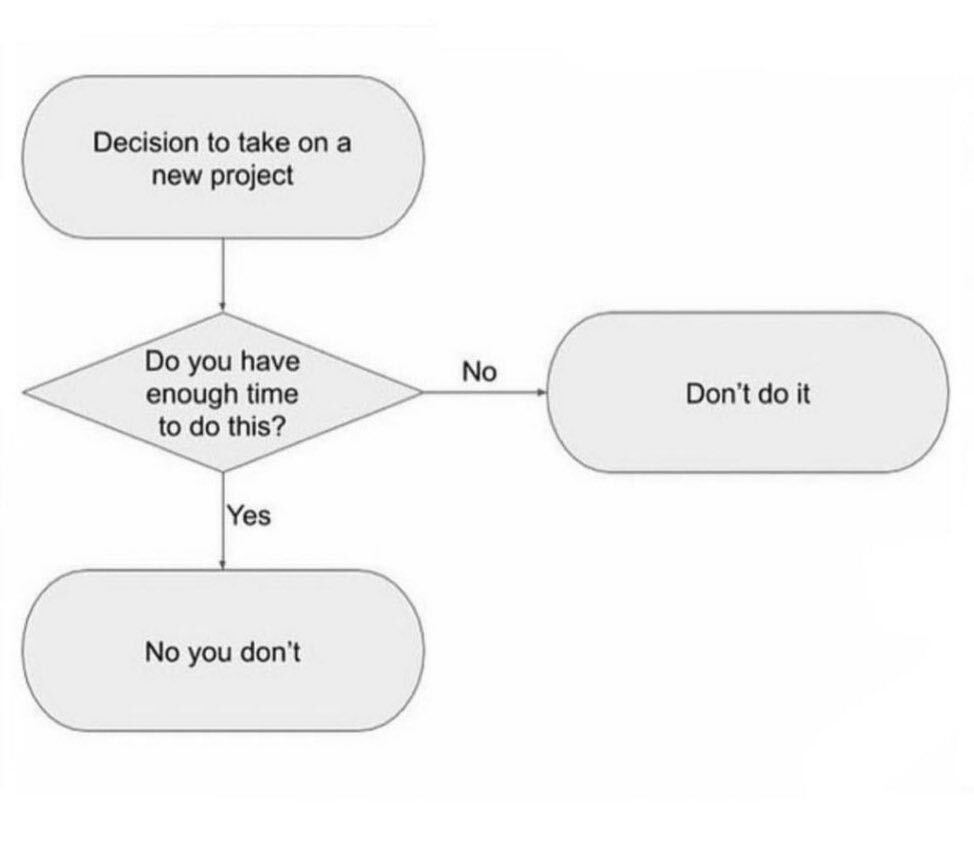 Decision to take on a
new project
Do you have
enough time
to do this?
No
Don't do it
Yes
No you don't